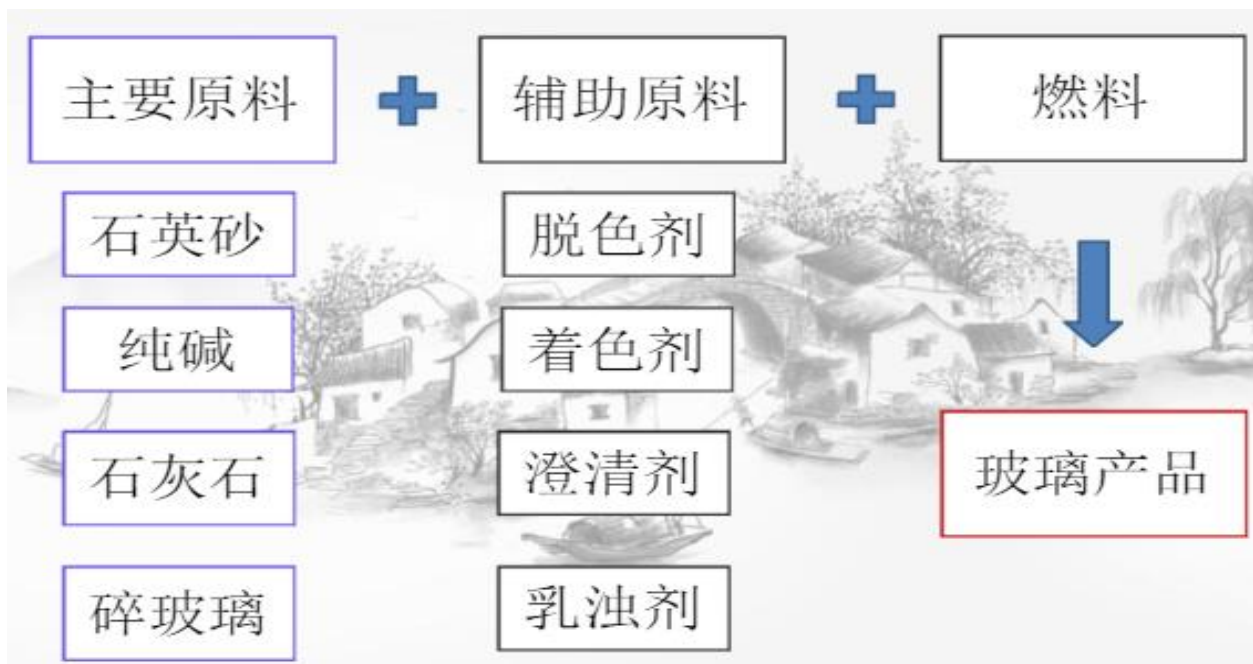 主要原料
辅助原料
燃料
石英砂
脱色剂
纯碱
着色剂
石灰石
澄清剂
玻璃产品
碎玻璃
乳浊剂